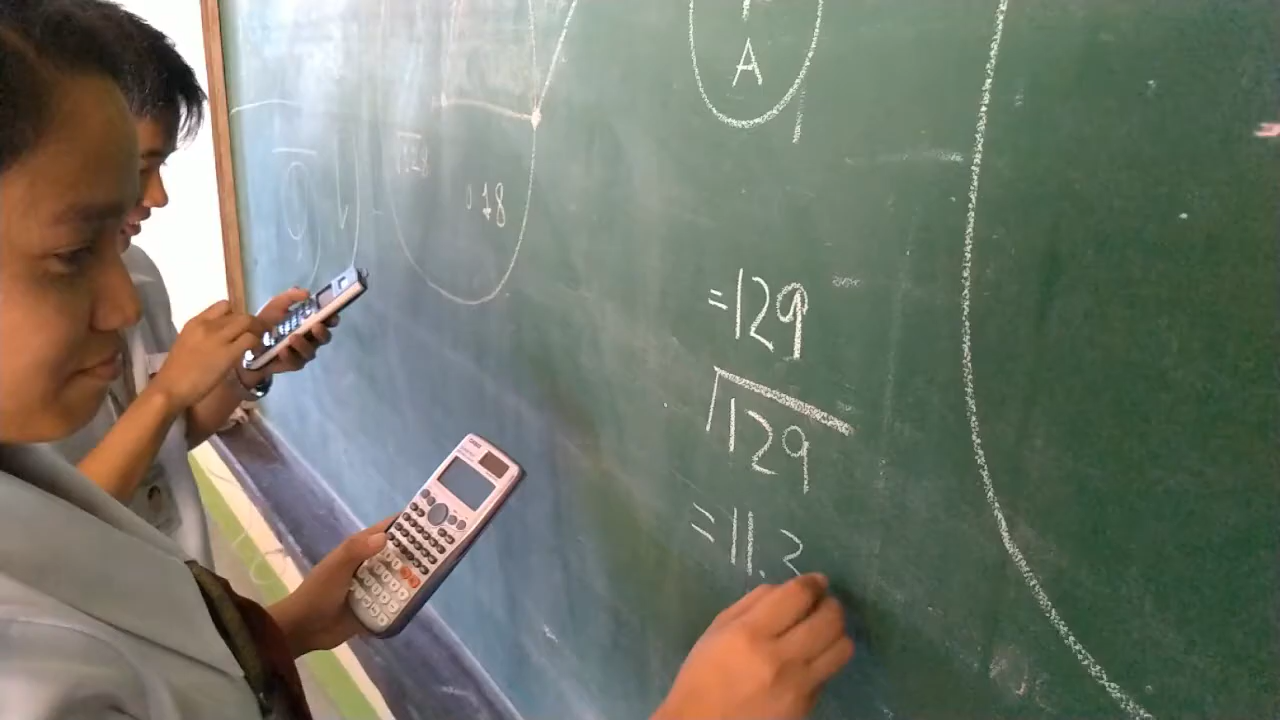 A
0.18
=129
√129
=11.3